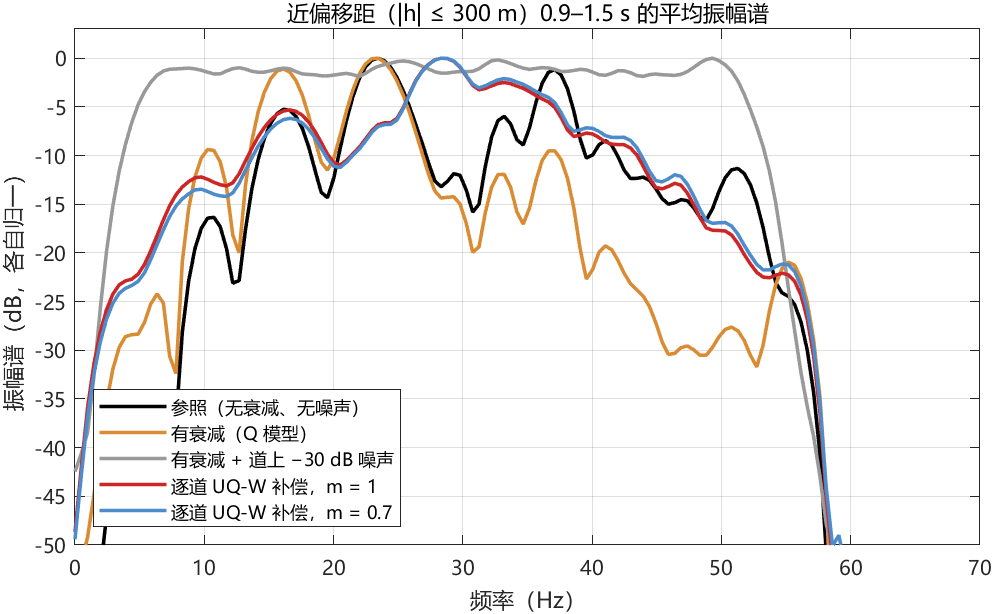 近偏移距（|h| ≤ 300 m）0.9–1.5 s 的平均振幅谱
振幅谱（dB，各自归一）
0
-5
-10
-15
-20
-25
-30
-35
-40
-45
-50
参照（无衰减、无噪声）
有衰减（Q 模型）
有衰减 + 道上 −30 dB 噪声
逐道 UQ-W 补偿，m = 1
逐道 UQ-W 补偿，m = 0.7
0 10 20 30 40 50 60 70
频率（Hz）